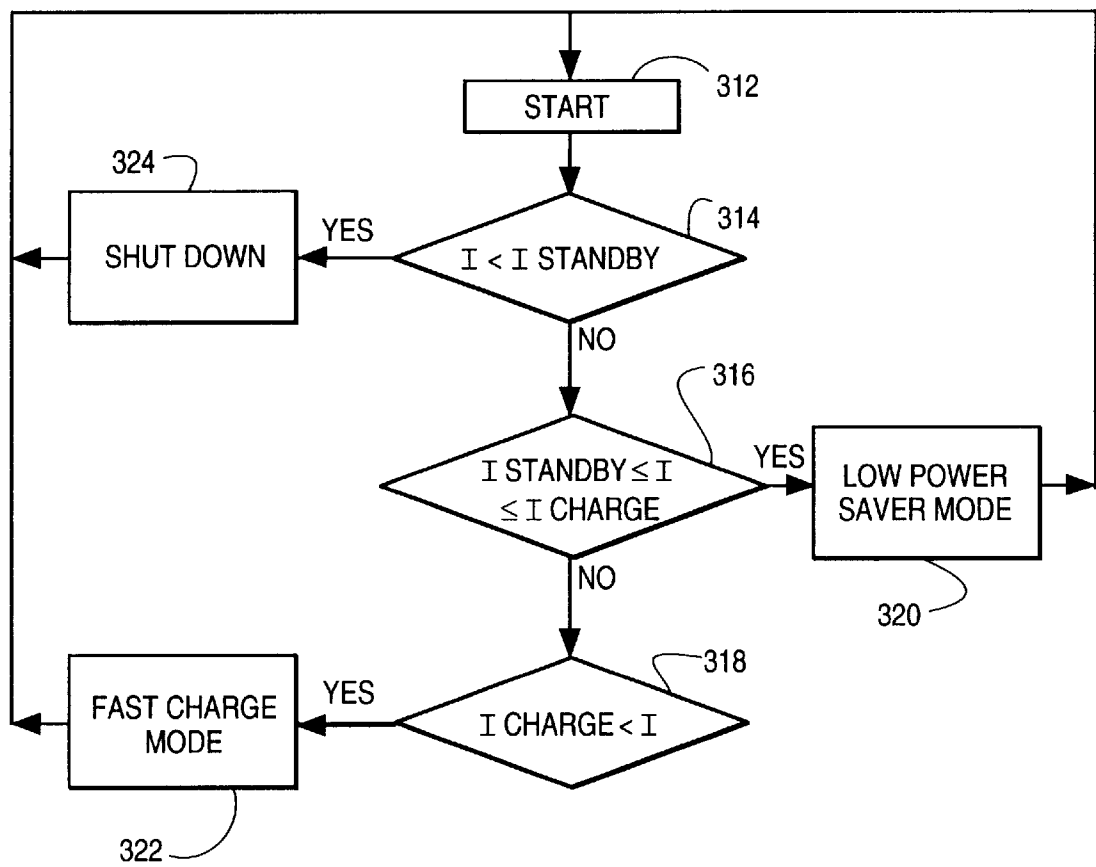 312
START
324
314
SHUT DOWN
YES
I < I STANDBY
NO
316
I STANDBY ≤ I
≤ I CHARGE
YES
LOW POWER
SAVER MODE
NO
320
318
FAST CHARGE
MODE
YES
I CHARGE < I
322